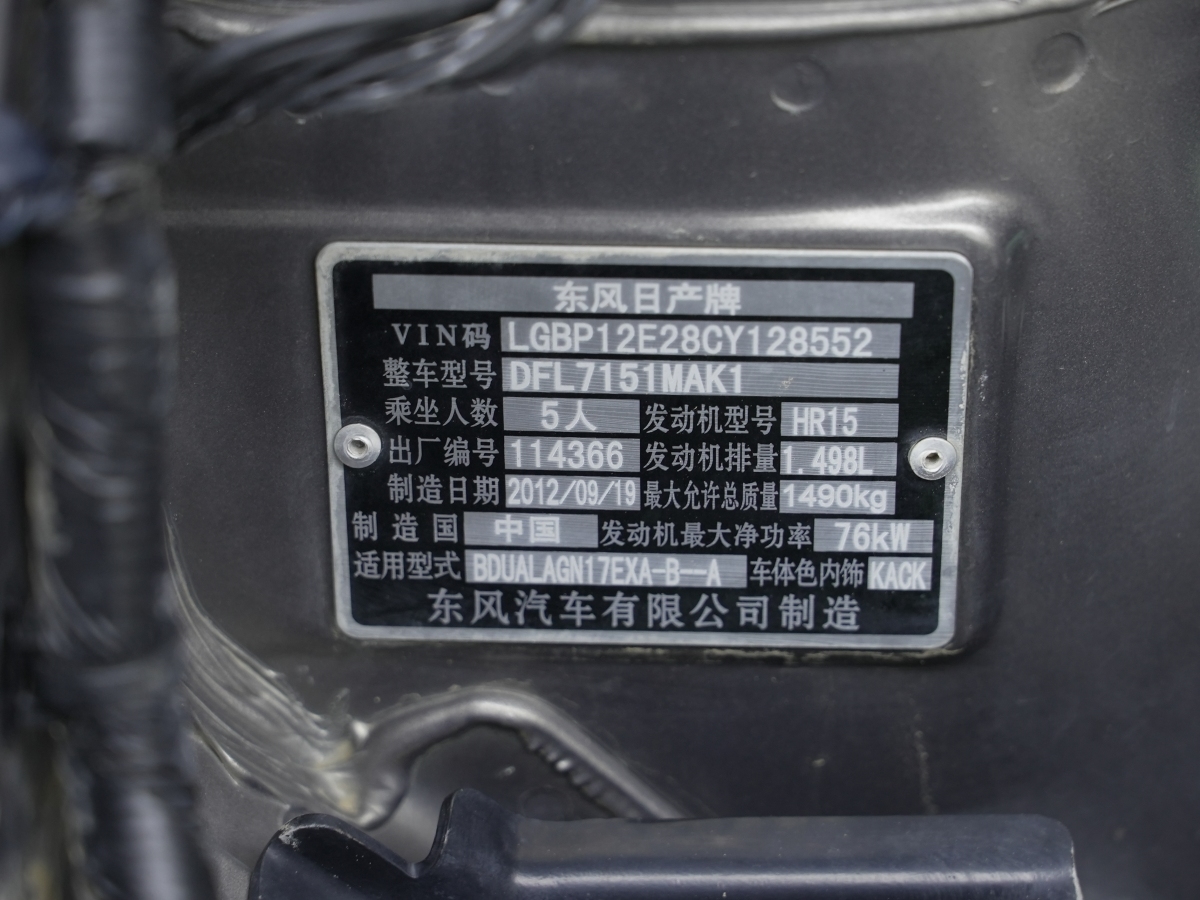 东风日产牌
VIN码 LGBP12E28CY128552
整车型号 DFL7151MAK1
乘坐人数 5人 发动机型号 HR15
出厂编号 114366 发动机排量 1.498L
制造日期 2012/09/19 最大允许总质量 1490kg
制造国 中国 发动机最大净功率 76kW
适用型式 BDUALAGN17EXA-B--A 车体色内饰 KACK
东风汽车有限公司制造